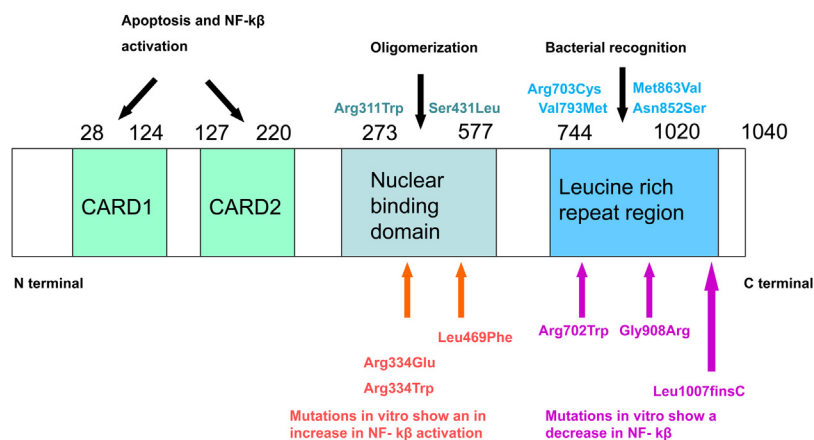 Apoptosis and NF-kβ
activation
Oligomerization
Bacterial recognition
Arg311Trp
Ser431Leu
Arg703Cys
Val793Met
Met863Val
Asn852Ser
28 124 127 220 273 577 744 1020 1040
CARD1
CARD2
Nuclear
binding
domain
Leucine rich
repeat region
N terminal
C terminal
Leu469Phe
Arg334Glu
Arg334Trp
Arg702Trp
Gly908Arg
Leu1007finsC
Mutations in vitro show an in
increase in NF- kβ activation
Mutations in vitro show a
decrease in NF- kβ